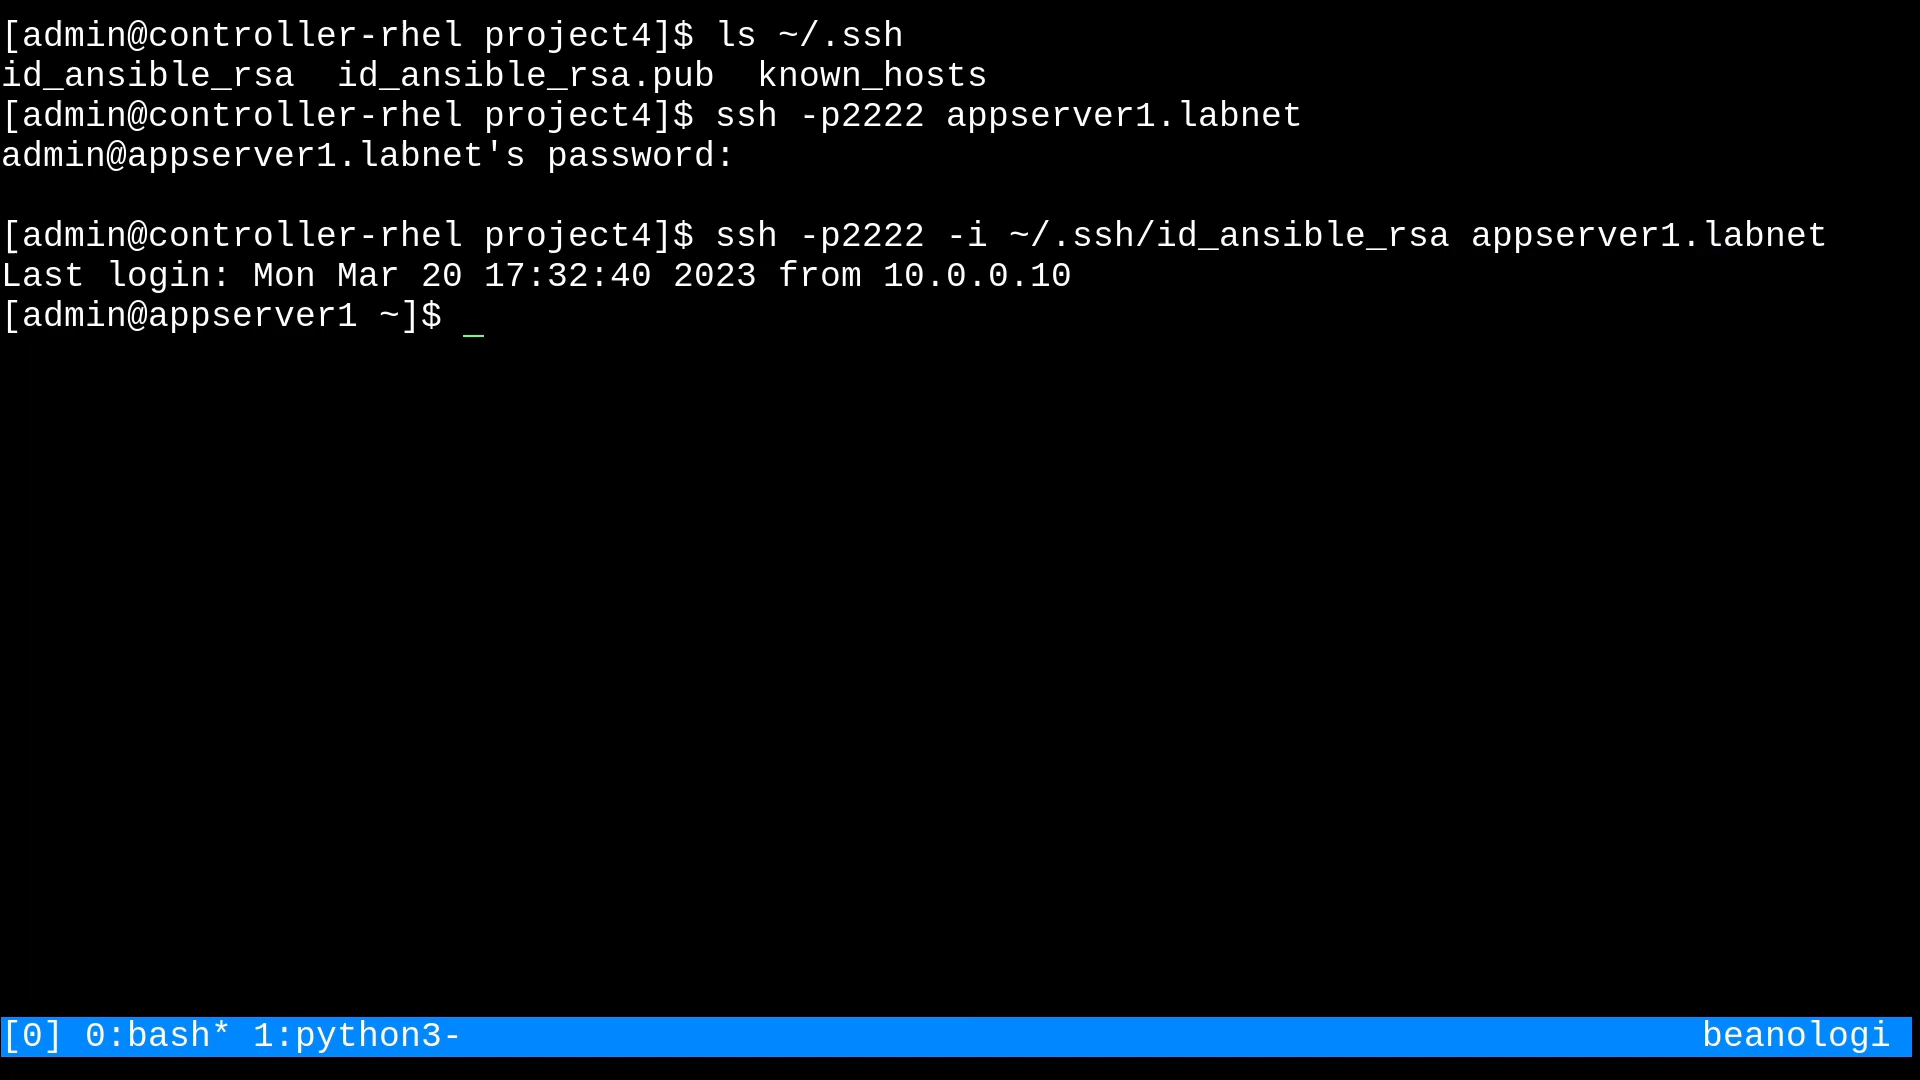 [admin@controller-rhel project4]$ ls ~/.ssh
id_ansible_rsa  id_ansible_rsa.pub  known_hosts
[admin@controller-rhel project4]$ ssh -p2222 appserver1.labnet
admin@appserver1.labnet's password:
[admin@controller-rhel project4]$ ssh -p2222 -i ~/.ssh/id_ansible_rsa appserver1.labnet
Last login: Mon Mar 20 17:32:40 2023 from 10.0.0.10
[admin@appserver1 ~]$ _
[0] 0:bash* 1:python3- beanologi